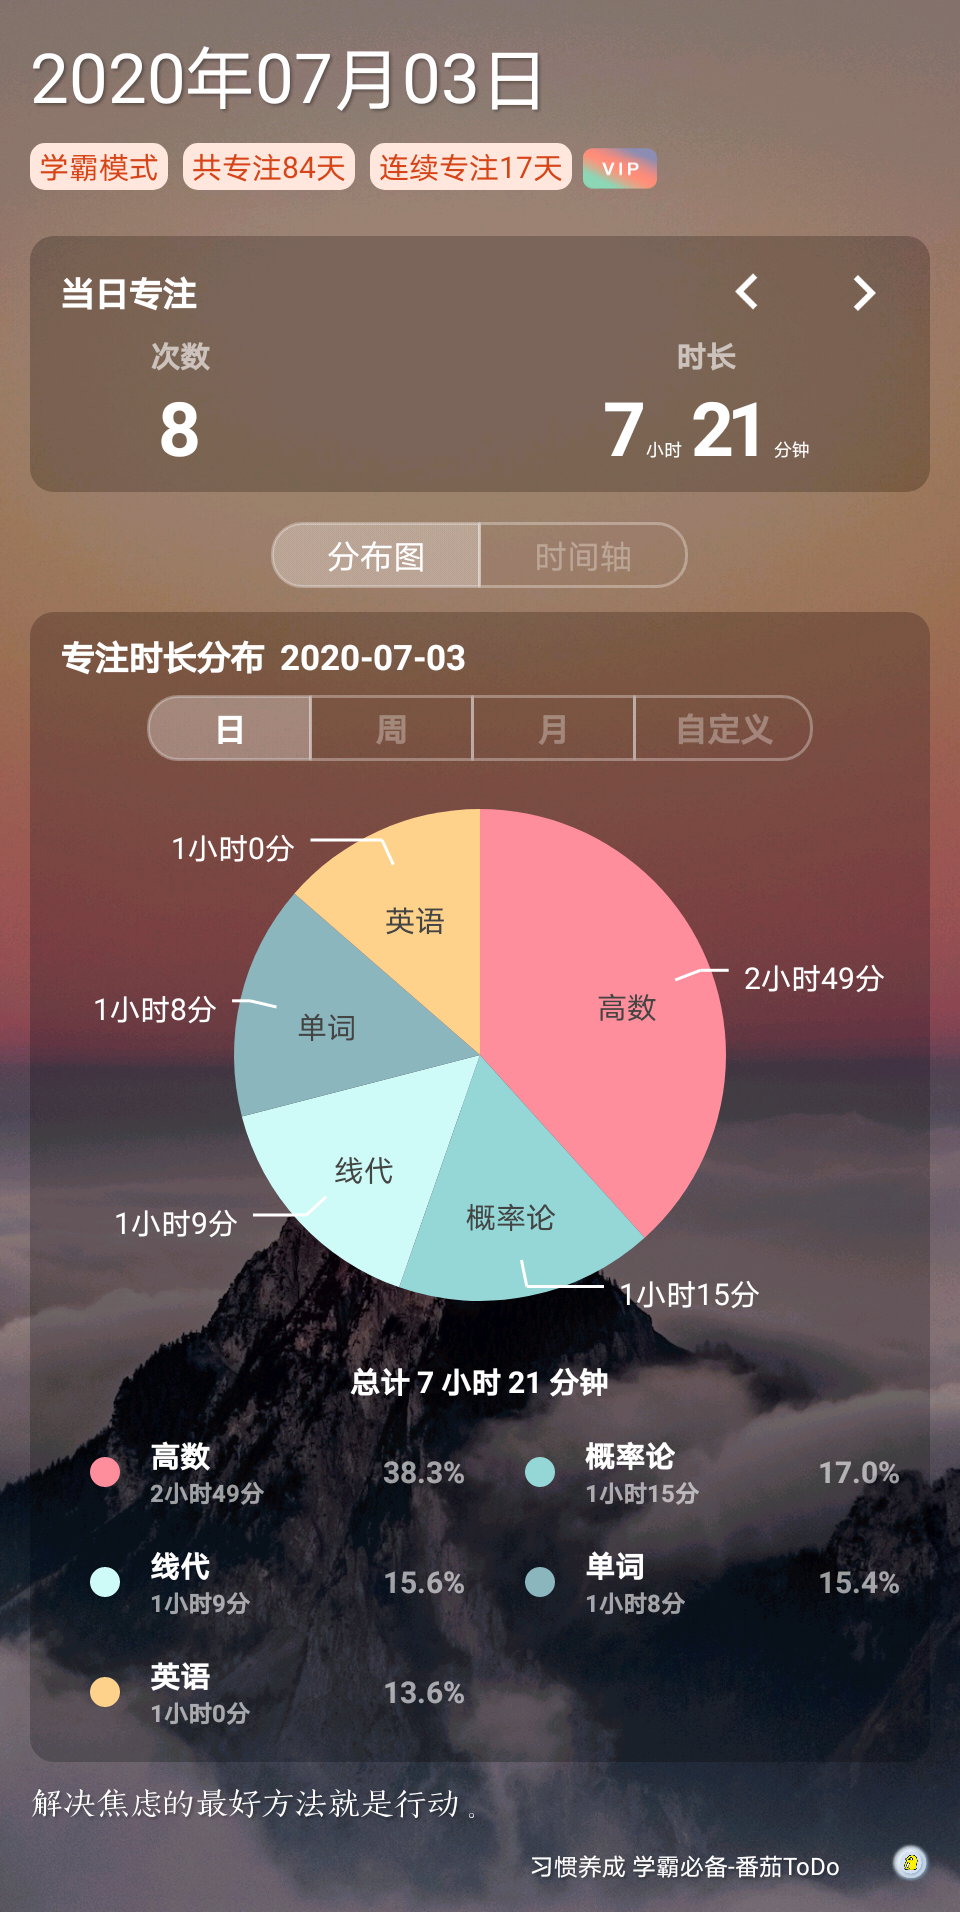 2020年07月03日
学霸模式 共专注84天 连续专注17天 VIP
当日专注
次数 时长
8 7小时21分钟
分布图 时间轴
专注时长分布 2020-07-03
日 周 月 自定义
1小时0分
英语
2小时49分
高数
1小时8分
单词
线代
1小时9分
概率论
1小时15分
总计 7 小时 21 分钟
高数 38.3% 概率论 17.0%
2小时49分 1小时15分
线代 15.6% 单词 15.4%
1小时9分 1小时8分
英语 13.6%
1小时0分
解决焦虑的最好方法就是行动。
习惯养成 学霸必备-番茄ToDo